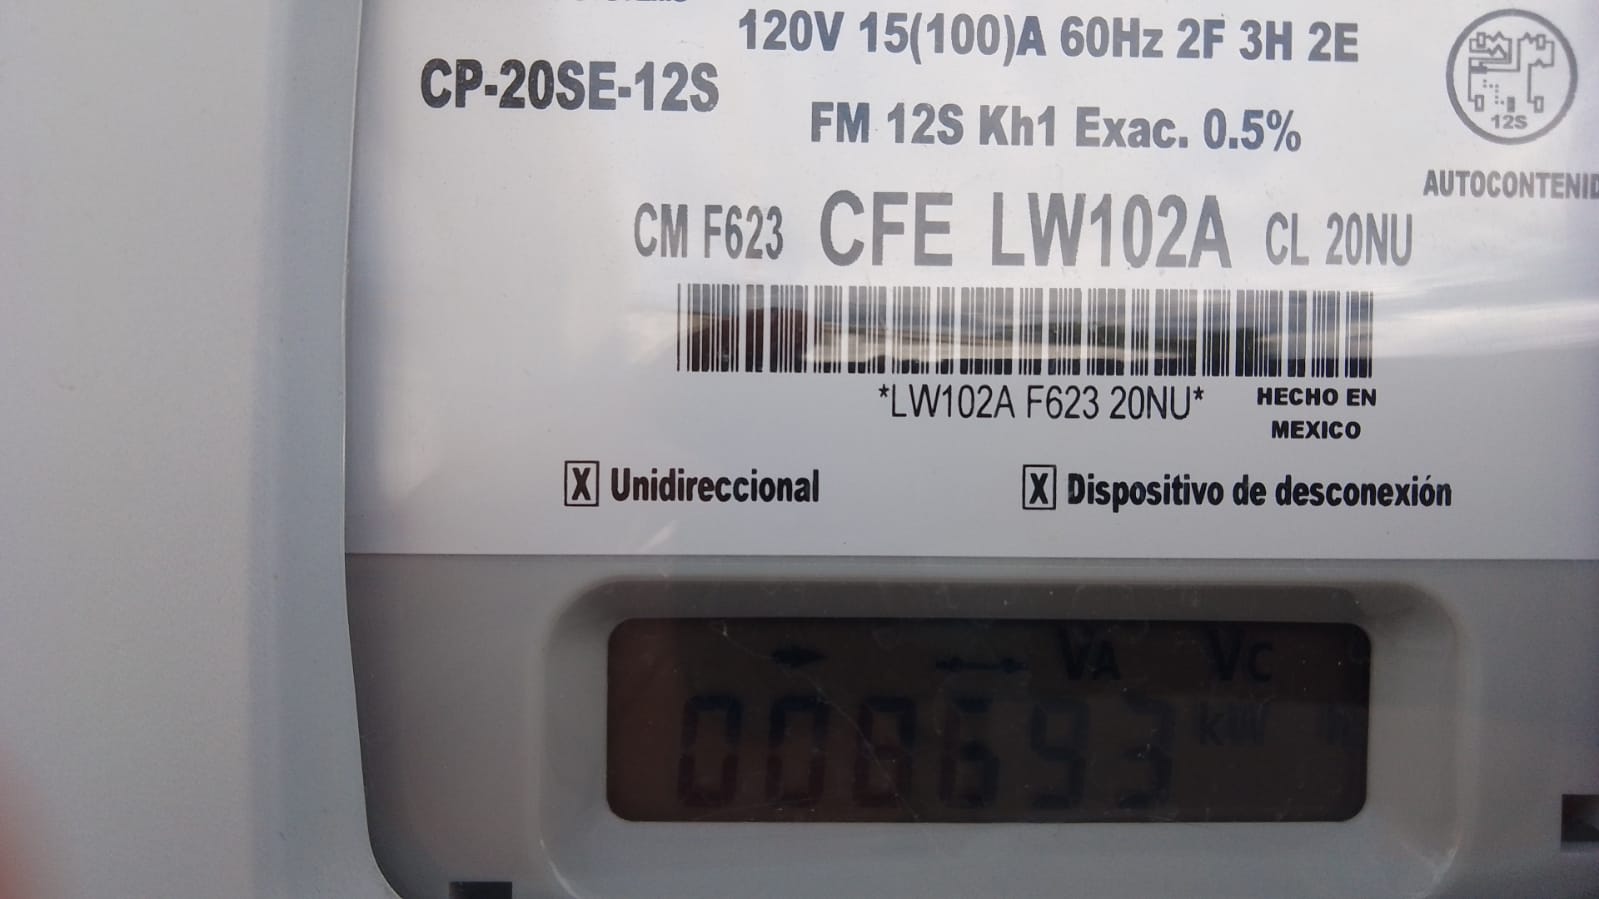 120V 15(100)A 60Hz 2F 3H 2E
CP-20SE-12S
FM 12S Kh1 Exac. 0.5%
12S
AUTOCONTENID
CM F623 CFE LW102A CL 20NU
*LW102A F623 20NU*
HECHO EN
MEXICO
X Unidireccional
X Dispositivo de desconexión
VA VC
008693 kW h